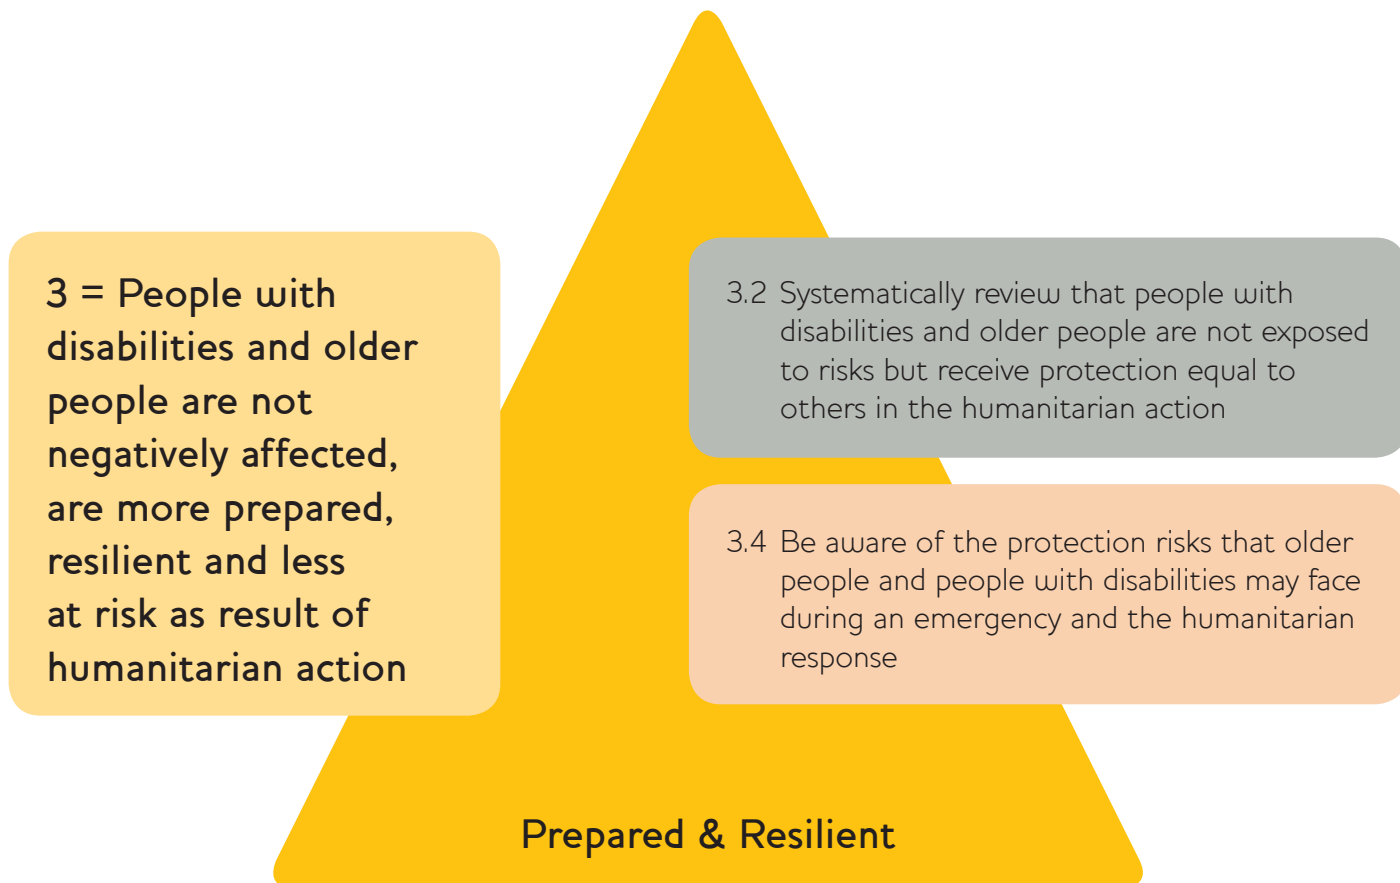 3 = People with
disabilities and older
people are not
negatively affected,
are more prepared,
resilient and less
at risk as result of
humanitarian action
3.2 Systematically review that people with
disabilities and older people are not exposed
to risks but receive protection equal to
others in the humanitarian action
3.4 Be aware of the protection risks that older
people and people with disabilities may face
during an emergency and the humanitarian
response
Prepared & Resilient